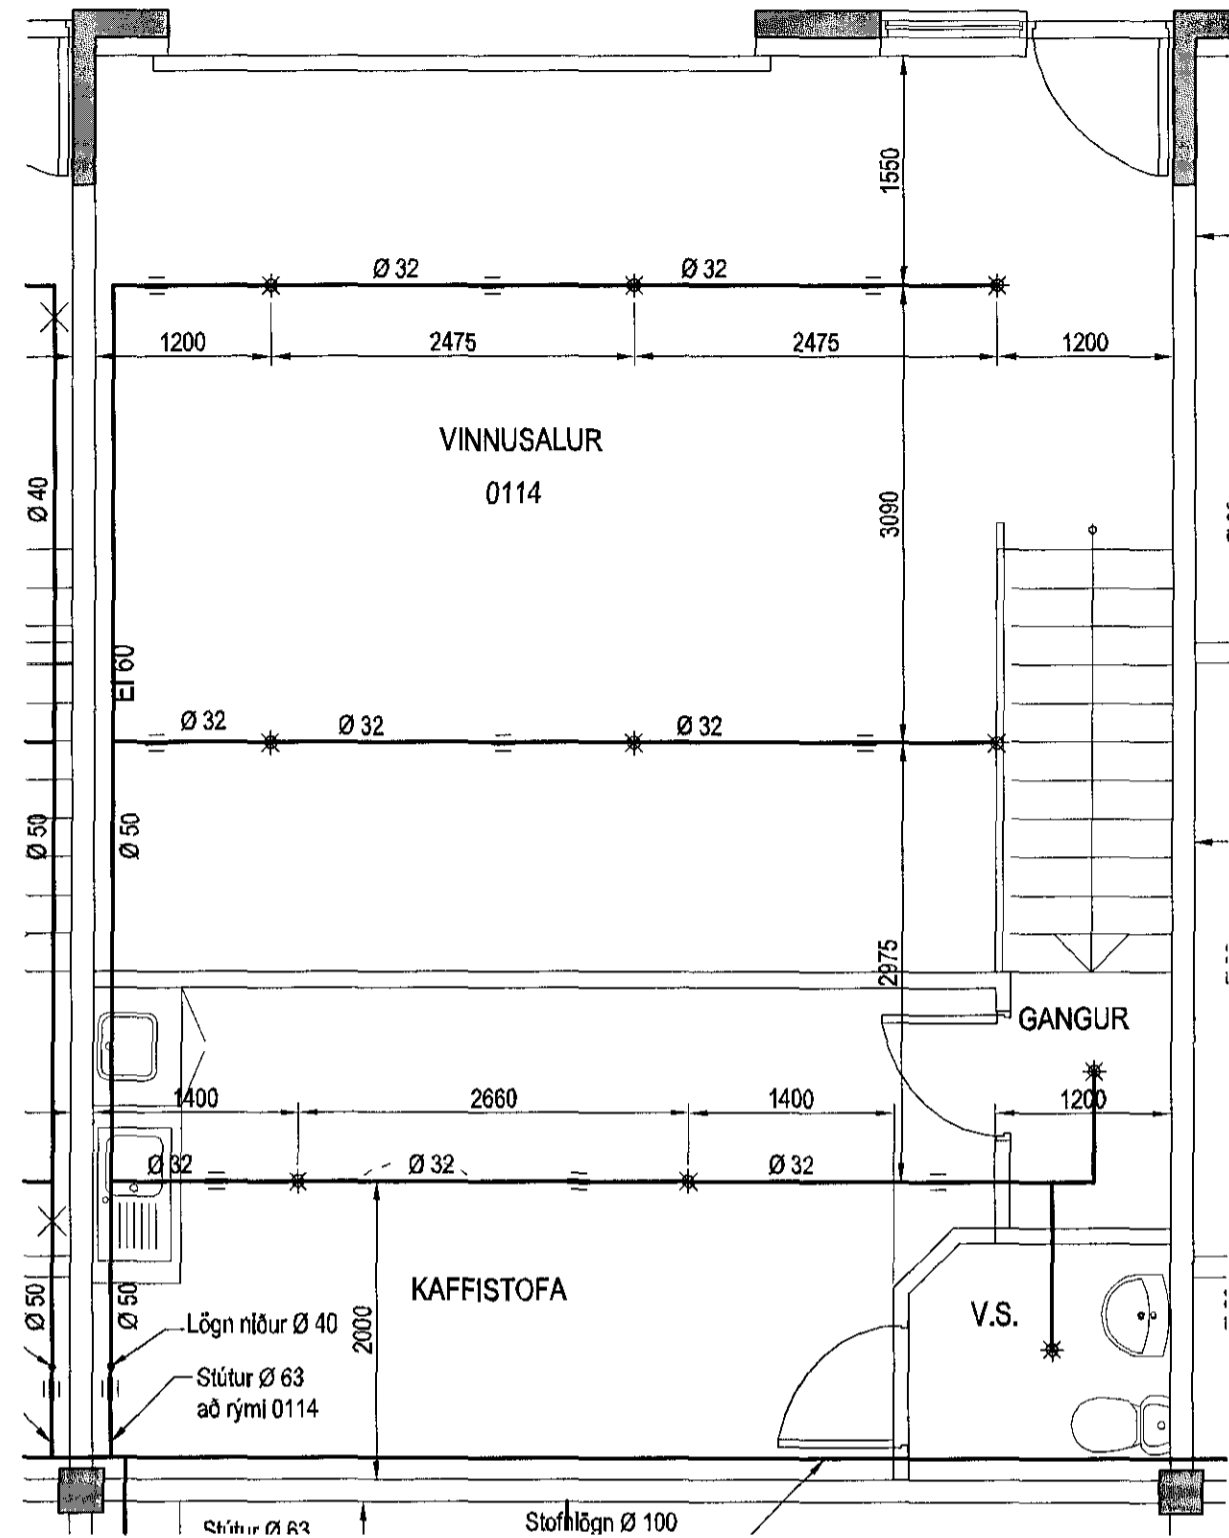 1550
Ø 32
Ø 32
1200
2475
2475
1200
VINNUSALUR
0114
Ø 40
3090
EI 60
Ø 32
Ø 32
Ø 32
Ø 50
Ø 50
2975
GANGUR
1400
2660
1400
1200
Ø 32
Ø 32
Ø 32
KAFFISTOFA
V.S.
Ø 50
Ø 50
2000
Lögn niður Ø 40
Stútur Ø 63
að rými 0114
Stútur Ø 63
Stofnlögn Ø 100